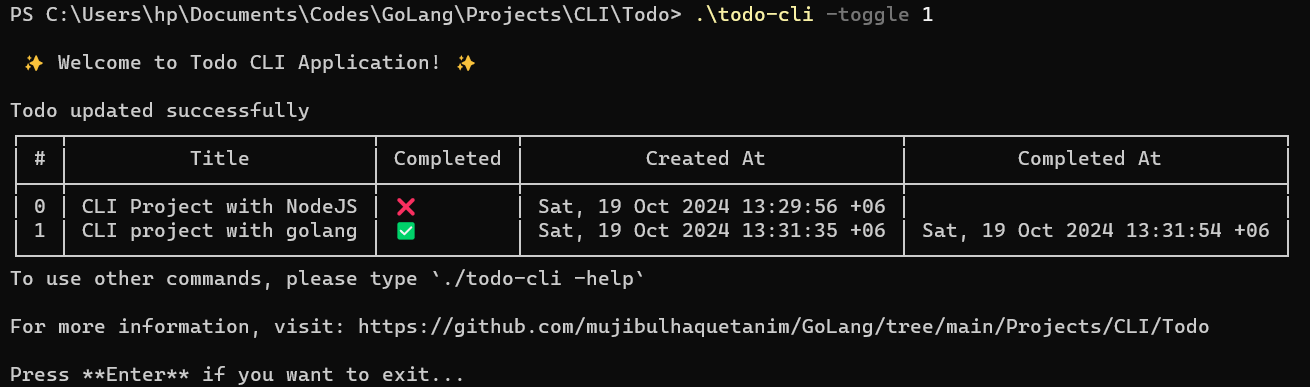 PS C:\Users\hp\Documents\Codes\GoLang\Projects\CLI\Todo> .\todo-cli -toggle 1
✨ Welcome to Todo CLI Application! ✨
Todo updated successfully
# Title Completed Created At Completed At
0 CLI Project with NodeJS ❌ Sat, 19 Oct 2024 13:29:56 +06
1 CLI project with golang ✅ Sat, 19 Oct 2024 13:31:35 +06 Sat, 19 Oct 2024 13:31:54 +06
To use other commands, please type `./todo-cli -help`
For more information, visit: https://github.com/mujibulhaquetanim/GoLang/tree/main/Projects/CLI/Todo
Press **Enter** if you want to exit...